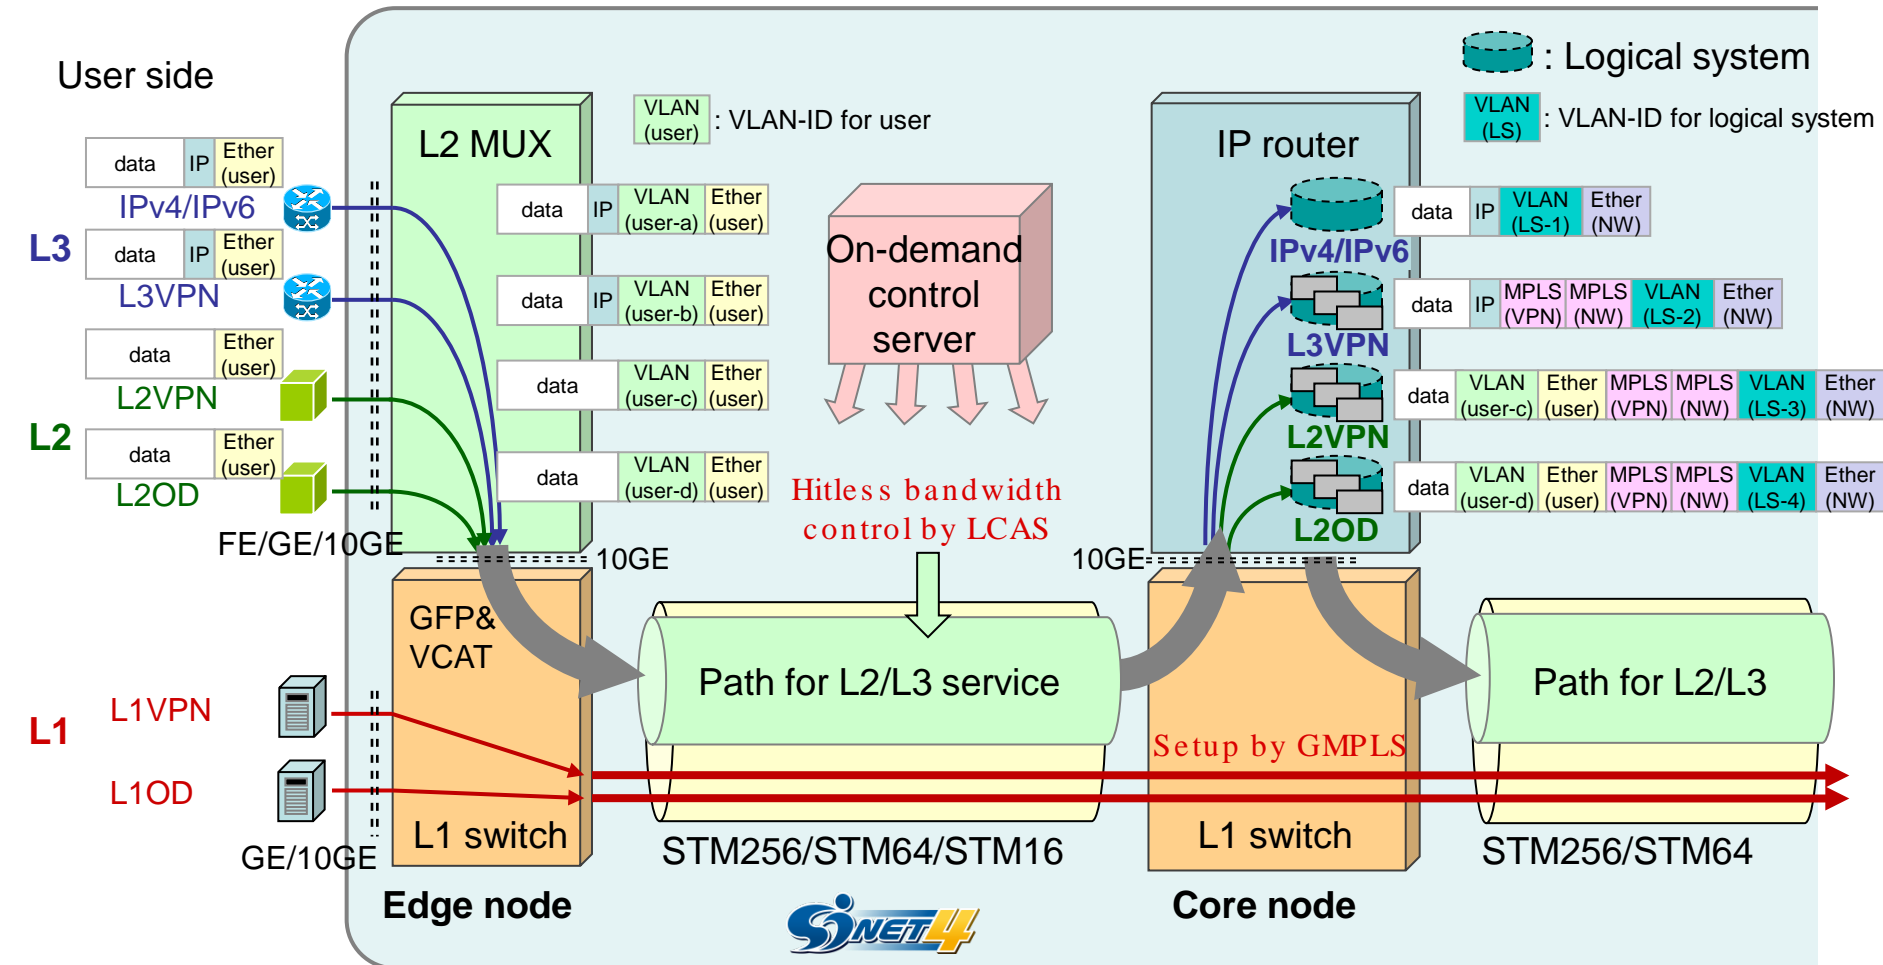 User side
: Logical system
VLAN
(user)
: VLAN-ID for user
VLAN
(LS)
: VLAN-ID for logical system
L2 MUX
IP router
data IP Ether
(user)
IPv4/IPv6
L3
data IP Ether
(user)
L3VPN
data Ether
(user)
L2VPN
L2
data Ether
(user)
L2OD
FE/GE/10GE
data IP VLAN Ether
(user-a) (user)
data IP VLAN Ether
(user-b) (user)
data VLAN Ether
(user-c) (user)
data VLAN Ether
(user-d) (user)
On-demand
control
server
Hitless bandwidth
control by LCAS
IPv4/IPv6
L3VPN
L2VPN
L2OD
data IP VLAN Ether
(LS-1) (NW)
data IP MPLS MPLS VLAN Ether
(VPN) (NW) (LS-2) (NW)
data VLAN Ether MPLS MPLS VLAN Ether
(user-c) (user) (VPN) (NW) (LS-3) (NW)
data VLAN Ether MPLS MPLS VLAN Ether
(user-d) (user) (VPN) (NW) (LS-4) (NW)
10GE
10GE
GFP&
VCAT
Path for L2/L3 service
Path for L2/L3
L1VPN
L1
L1OD
Setup by GMPLS
GE/10GE
L1 switch
STM256/STM64/STM16
L1 switch
STM256/STM64
Edge node
Core node
SINET4